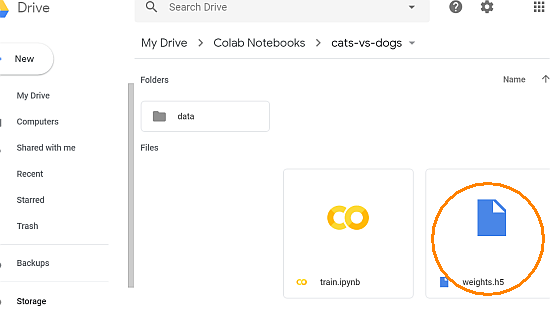 Drive
Search Drive
My Drive > Colab Notebooks > cats-vs-dogs
New
Folders
Name
My Drive
data
Computers
Shared with me
Files
Recent
Starred
Trash
Backups
train.ipynb
weights.h5
Storage